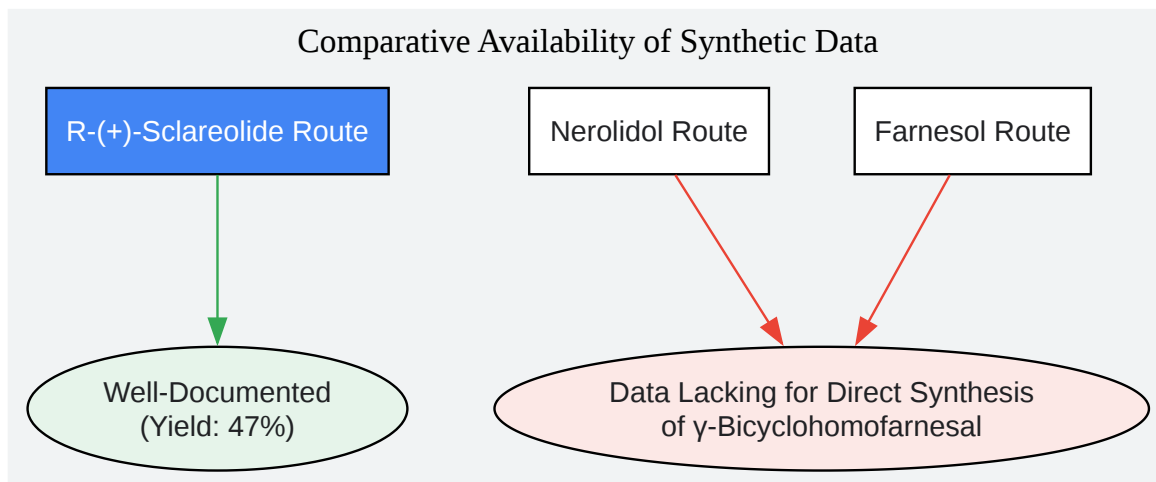 Comparative Availability of Synthetic Data
R-(+)-Sclareolide Route
Nerolidol Route
Farnesol Route
Well-Documented
(Yield: 47%)
Data Lacking for Direct Synthesis
of γ-Bicyclohomofarnesal